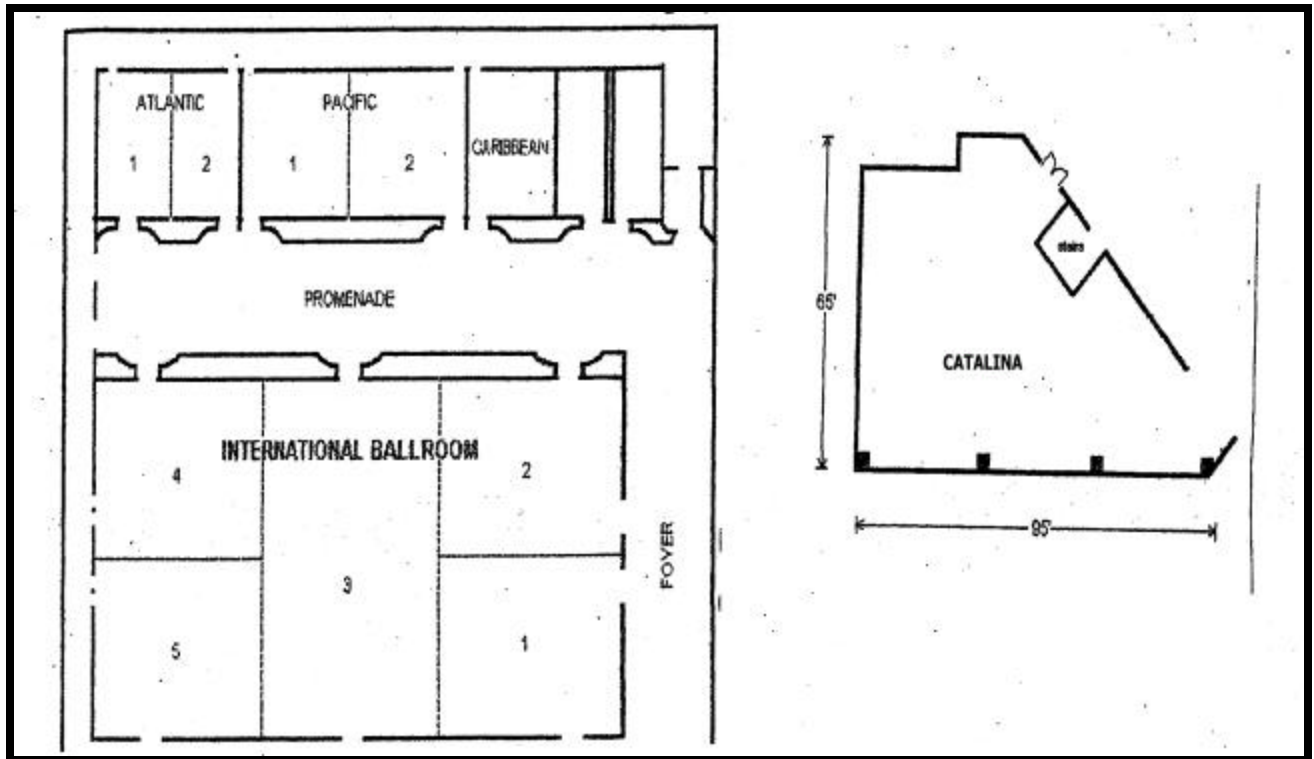 ATLANTIC
1
2
PACIFIC
1
2
CARIBBEAN
PROMENADE
INTERNATIONAL BALLROOM
4
2
3
5
1
FOYER
65'
stairs
CATALINA
95'